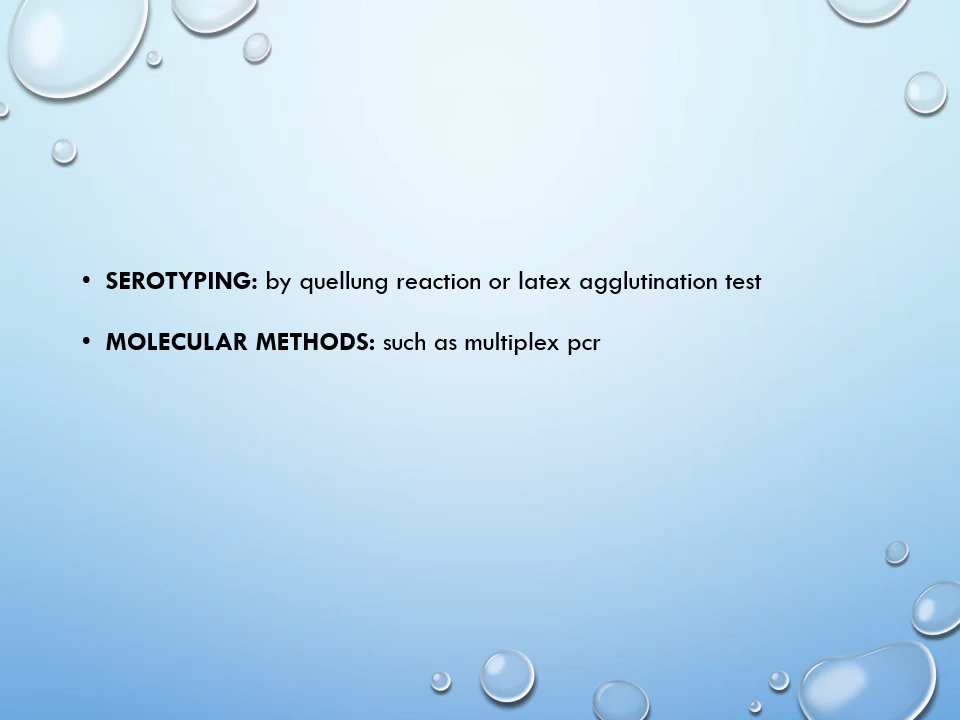 • SEROTYPING: by quellung reaction or latex agglutination test
• MOLECULAR METHODS: such as multiplex pcr